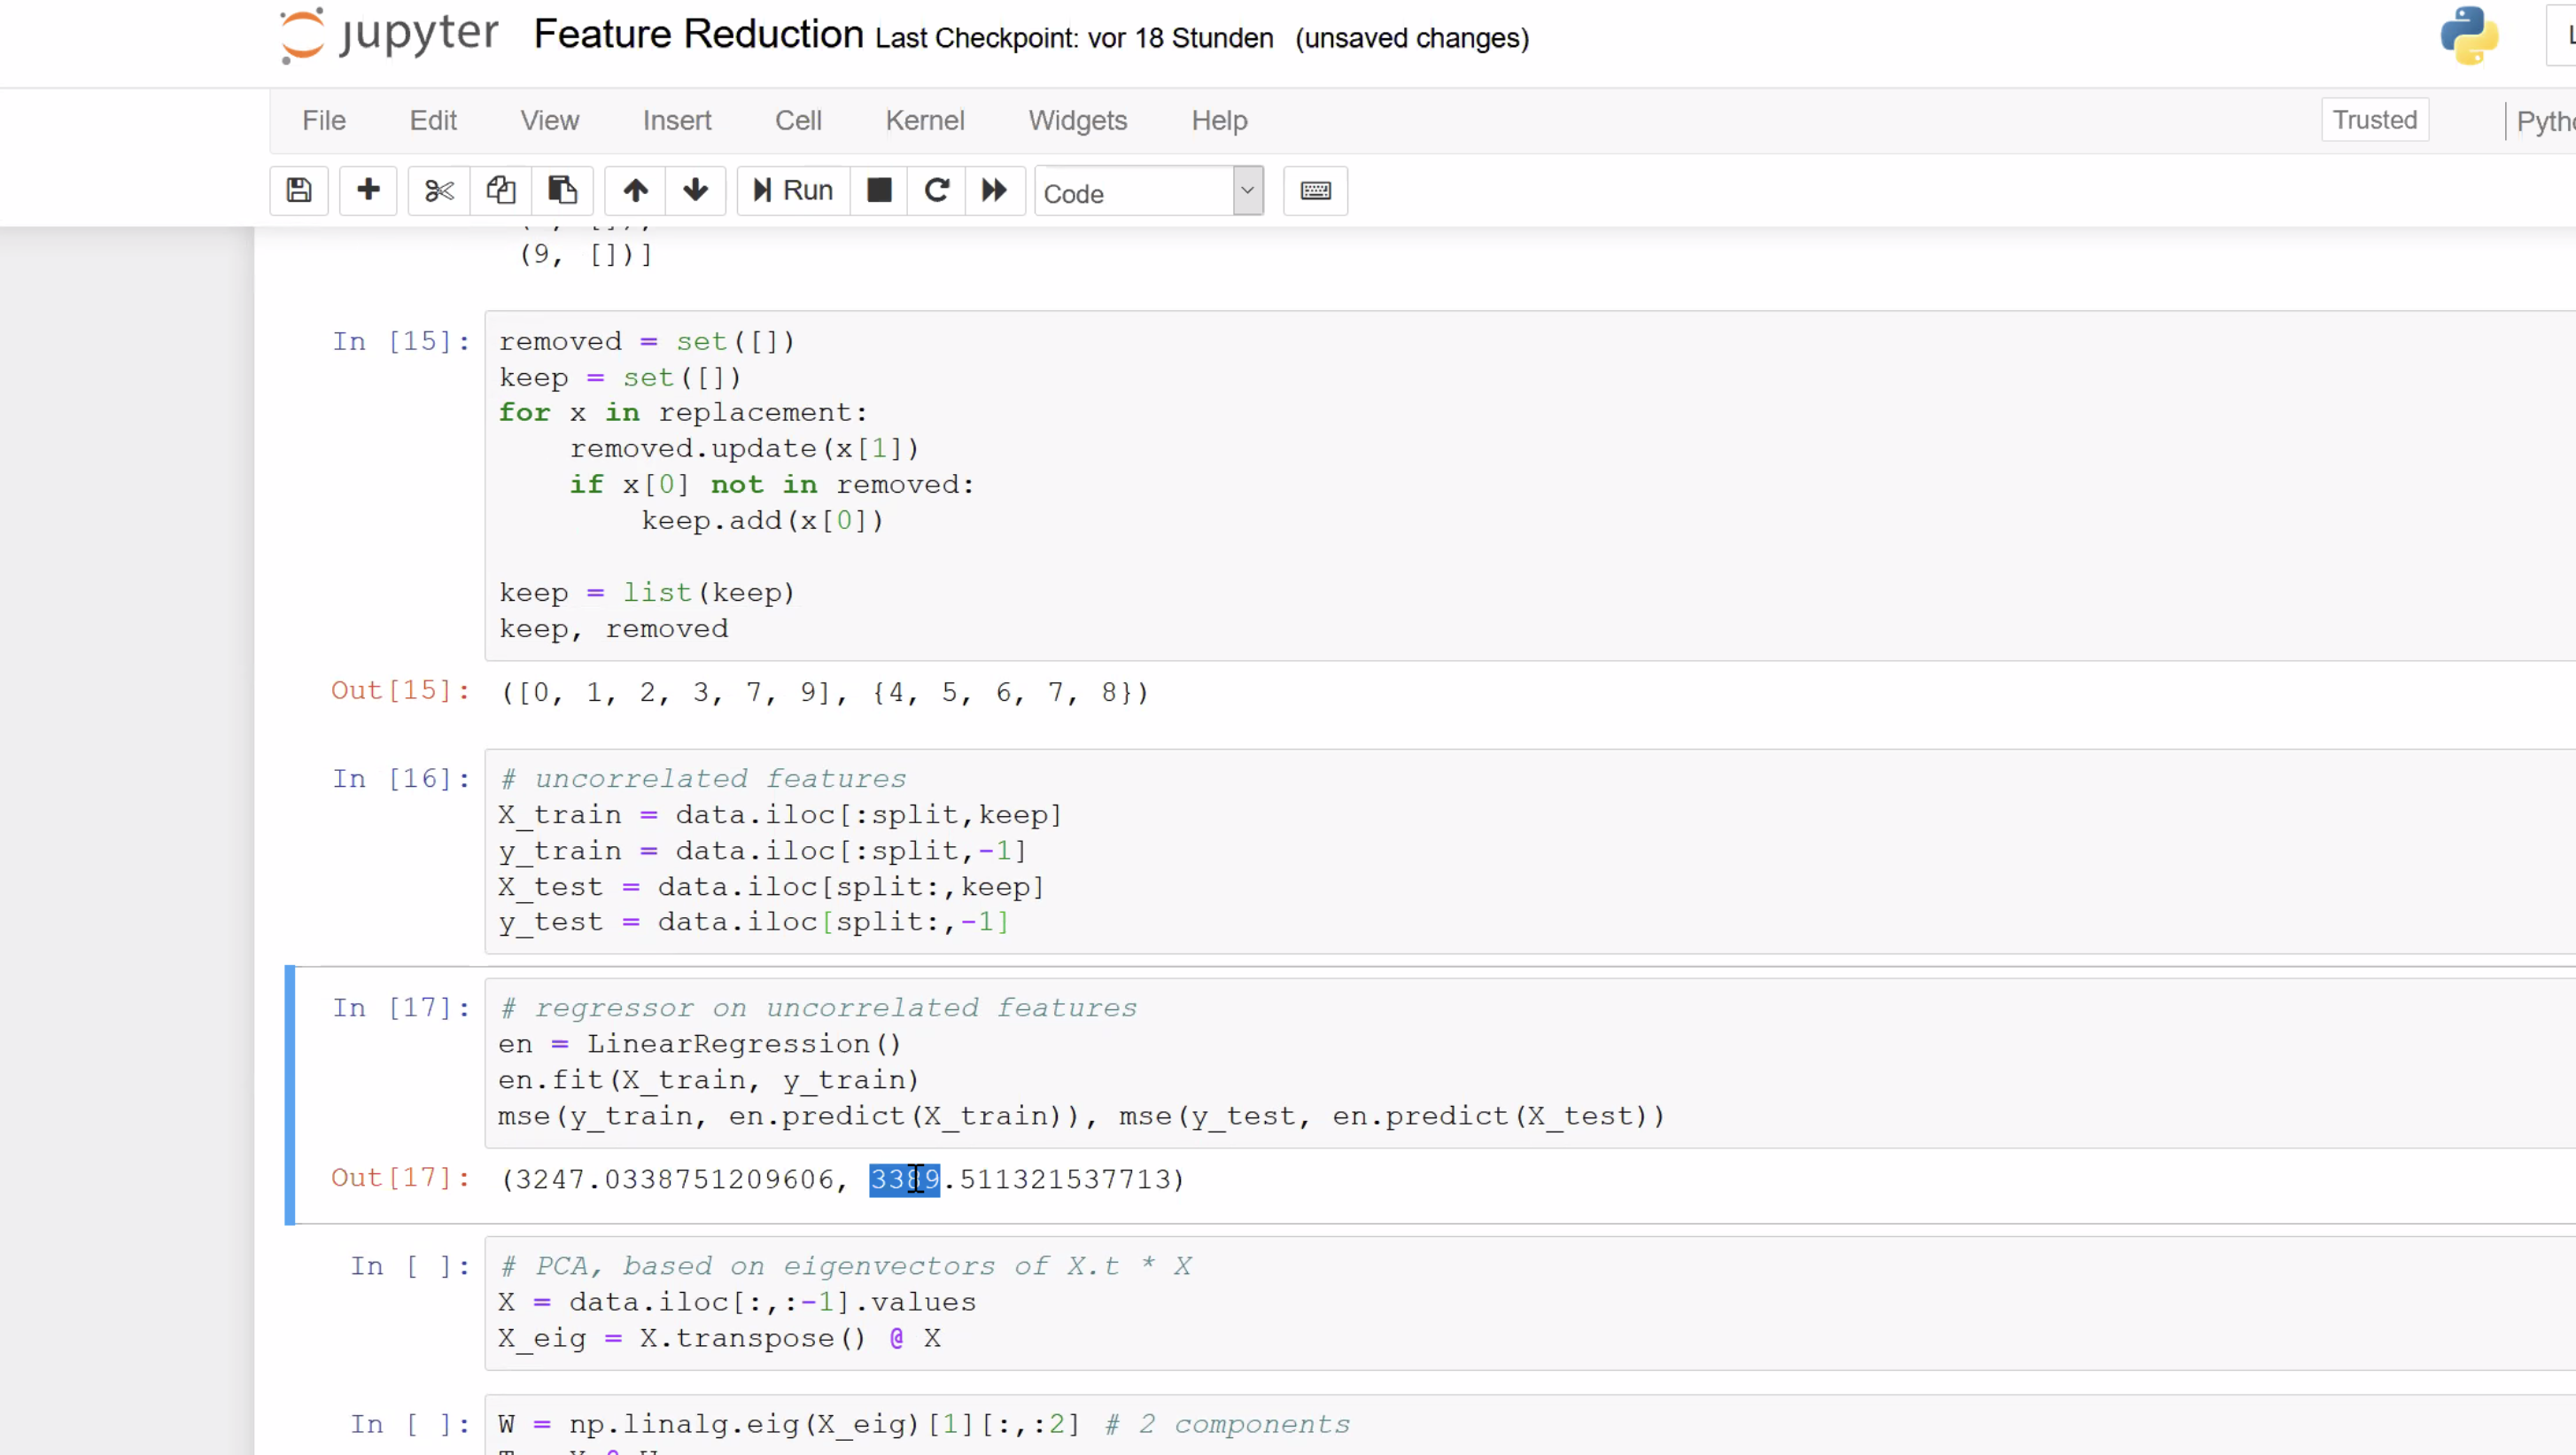 jupyter Feature Reduction Last Checkpoint: vor 18 Stunden (unsaved changes)
File Edit View Insert Cell Kernel Widgets Help Trusted
Run Code
(9, [])]
In [15]: removed = set([])
keep = set([])
for x in replacement:
removed.update(x[1])
if x[0] not in removed:
keep.add(x[0])
keep = list(keep)
keep, removed
Out[15]: ([0, 1, 2, 3, 7, 9], {4, 5, 6, 7, 8})
In [16]: # uncorrelated features
X_train = data.iloc[:split,keep]
y_train = data.iloc[:split,-1]
X_test = data.iloc[split:,keep]
y_test = data.iloc[split:,-1]
In [17]: # regressor on uncorrelated features
en = LinearRegression()
en.fit(X_train, y_train)
mse(y_train, en.predict(X_train)), mse(y_test, en.predict(X_test))
Out[17]: (3247.0338751209606, 3389.511321537713)
In [ ]: # PCA, based on eigenvectors of X.t * X
X = data.iloc[:,:-1].values
X_eig = X.transpose() @ X
In [ ]: W = np.linalg.eig(X_eig)[1][:,:2] # 2 components